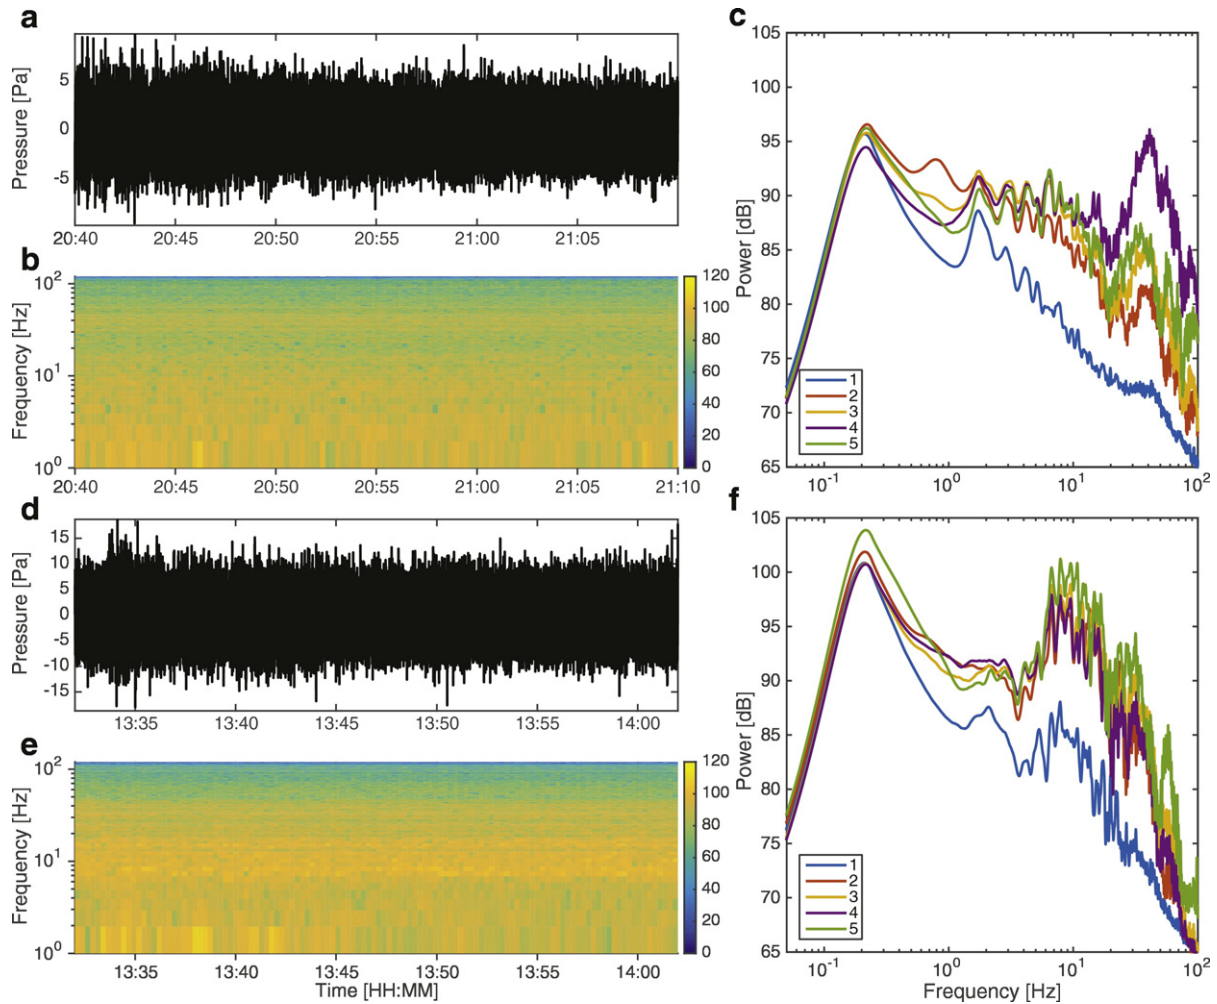 a
Pressure [Pa]
5
0
-5
20:40 20:45 20:50 20:55 21:00 21:05
b
Frequency [Hz]
10² 
10¹
10⁰
20:40 20:45 20:50 20:55 21:00 21:05 21:10
120
100
80
60
40
20
0
c
Power [dB]
105
100
95
90
85
80
75
70
65
1
2
3
4
5
10⁻¹ 10⁰ 10¹ 10²
d
Pressure [Pa]
15
10
5
0
-5
-10
-15
13:35 13:40 13:45 13:50 13:55 14:00
e
Frequency [Hz]
10²
10¹
10⁰
13:35 13:40 13:45 13:50 13:55 14:00
Time [HH:MM]
120
100
80
60
40
20
0
f
Power [dB]
105
100
95
90
85
80
75
70
65
1
2
3
4
5
10⁻¹ 10⁰ 10¹ 10²
Frequency [Hz]